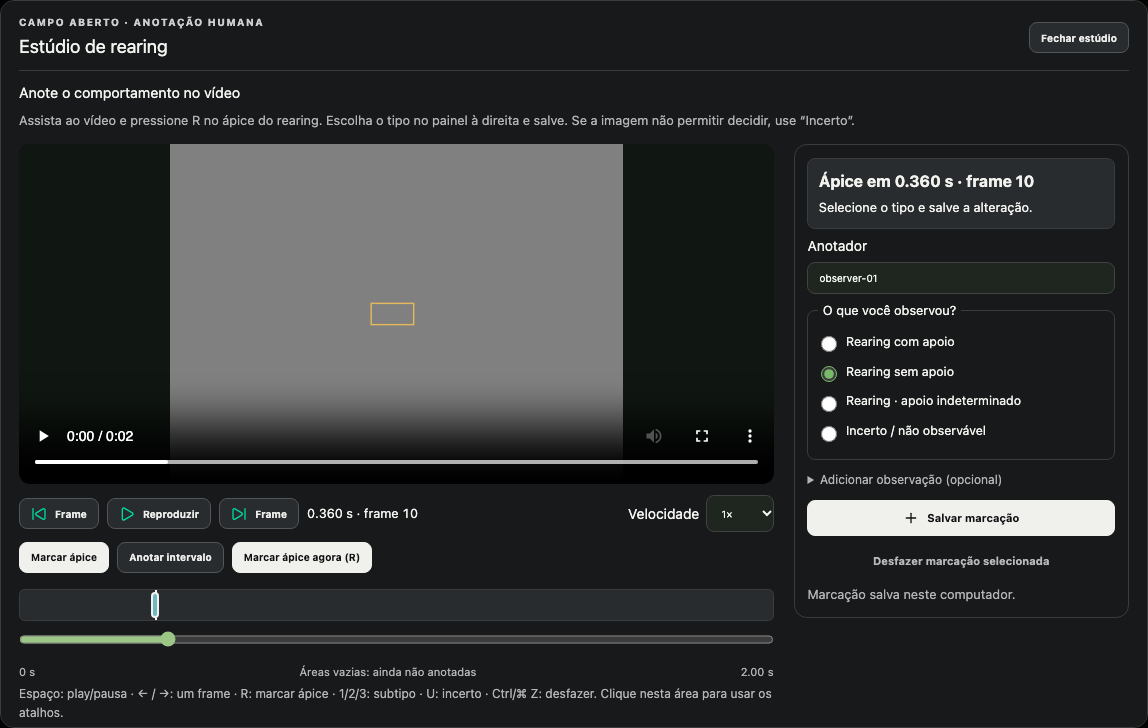 CAMPO ABERTO · ANOTAÇÃO HUMANA
Estúdio de rearing
Fechar estúdio
Anote o comportamento no vídeo
Assista ao vídeo e pressione R no ápice do rearing. Escolha o tipo no painel à direita e salve. Se a imagem não permitir decidir, use “Incerto”.
0:00 / 0:02
Frame
Reproduzir
Frame
0.360 s · frame 10
Velocidade
1x
Marcar ápice
Anotar intervalo
Marcar ápice agora (R)
0 s
Áreas vazias: ainda não anotadas
2.00 s
Espaço: play/pausa · ← / →: um frame · R: marcar ápice · 1/2/3: subtipo · U: incerto · Ctrl/⌘ Z: desfazer. Clique nesta área para usar os
atalhos.
Ápice em 0.360 s · frame 10
Selecione o tipo e salve a alteração.
Anotador
observer-01
O que você observou?
Rearing com apoio
Rearing sem apoio
Rearing · apoio indeterminado
Incerto / não observável
Adicionar observação (opcional)
+ Salvar marcação
Desfazer marcação selecionada
Marcação salva neste computador.